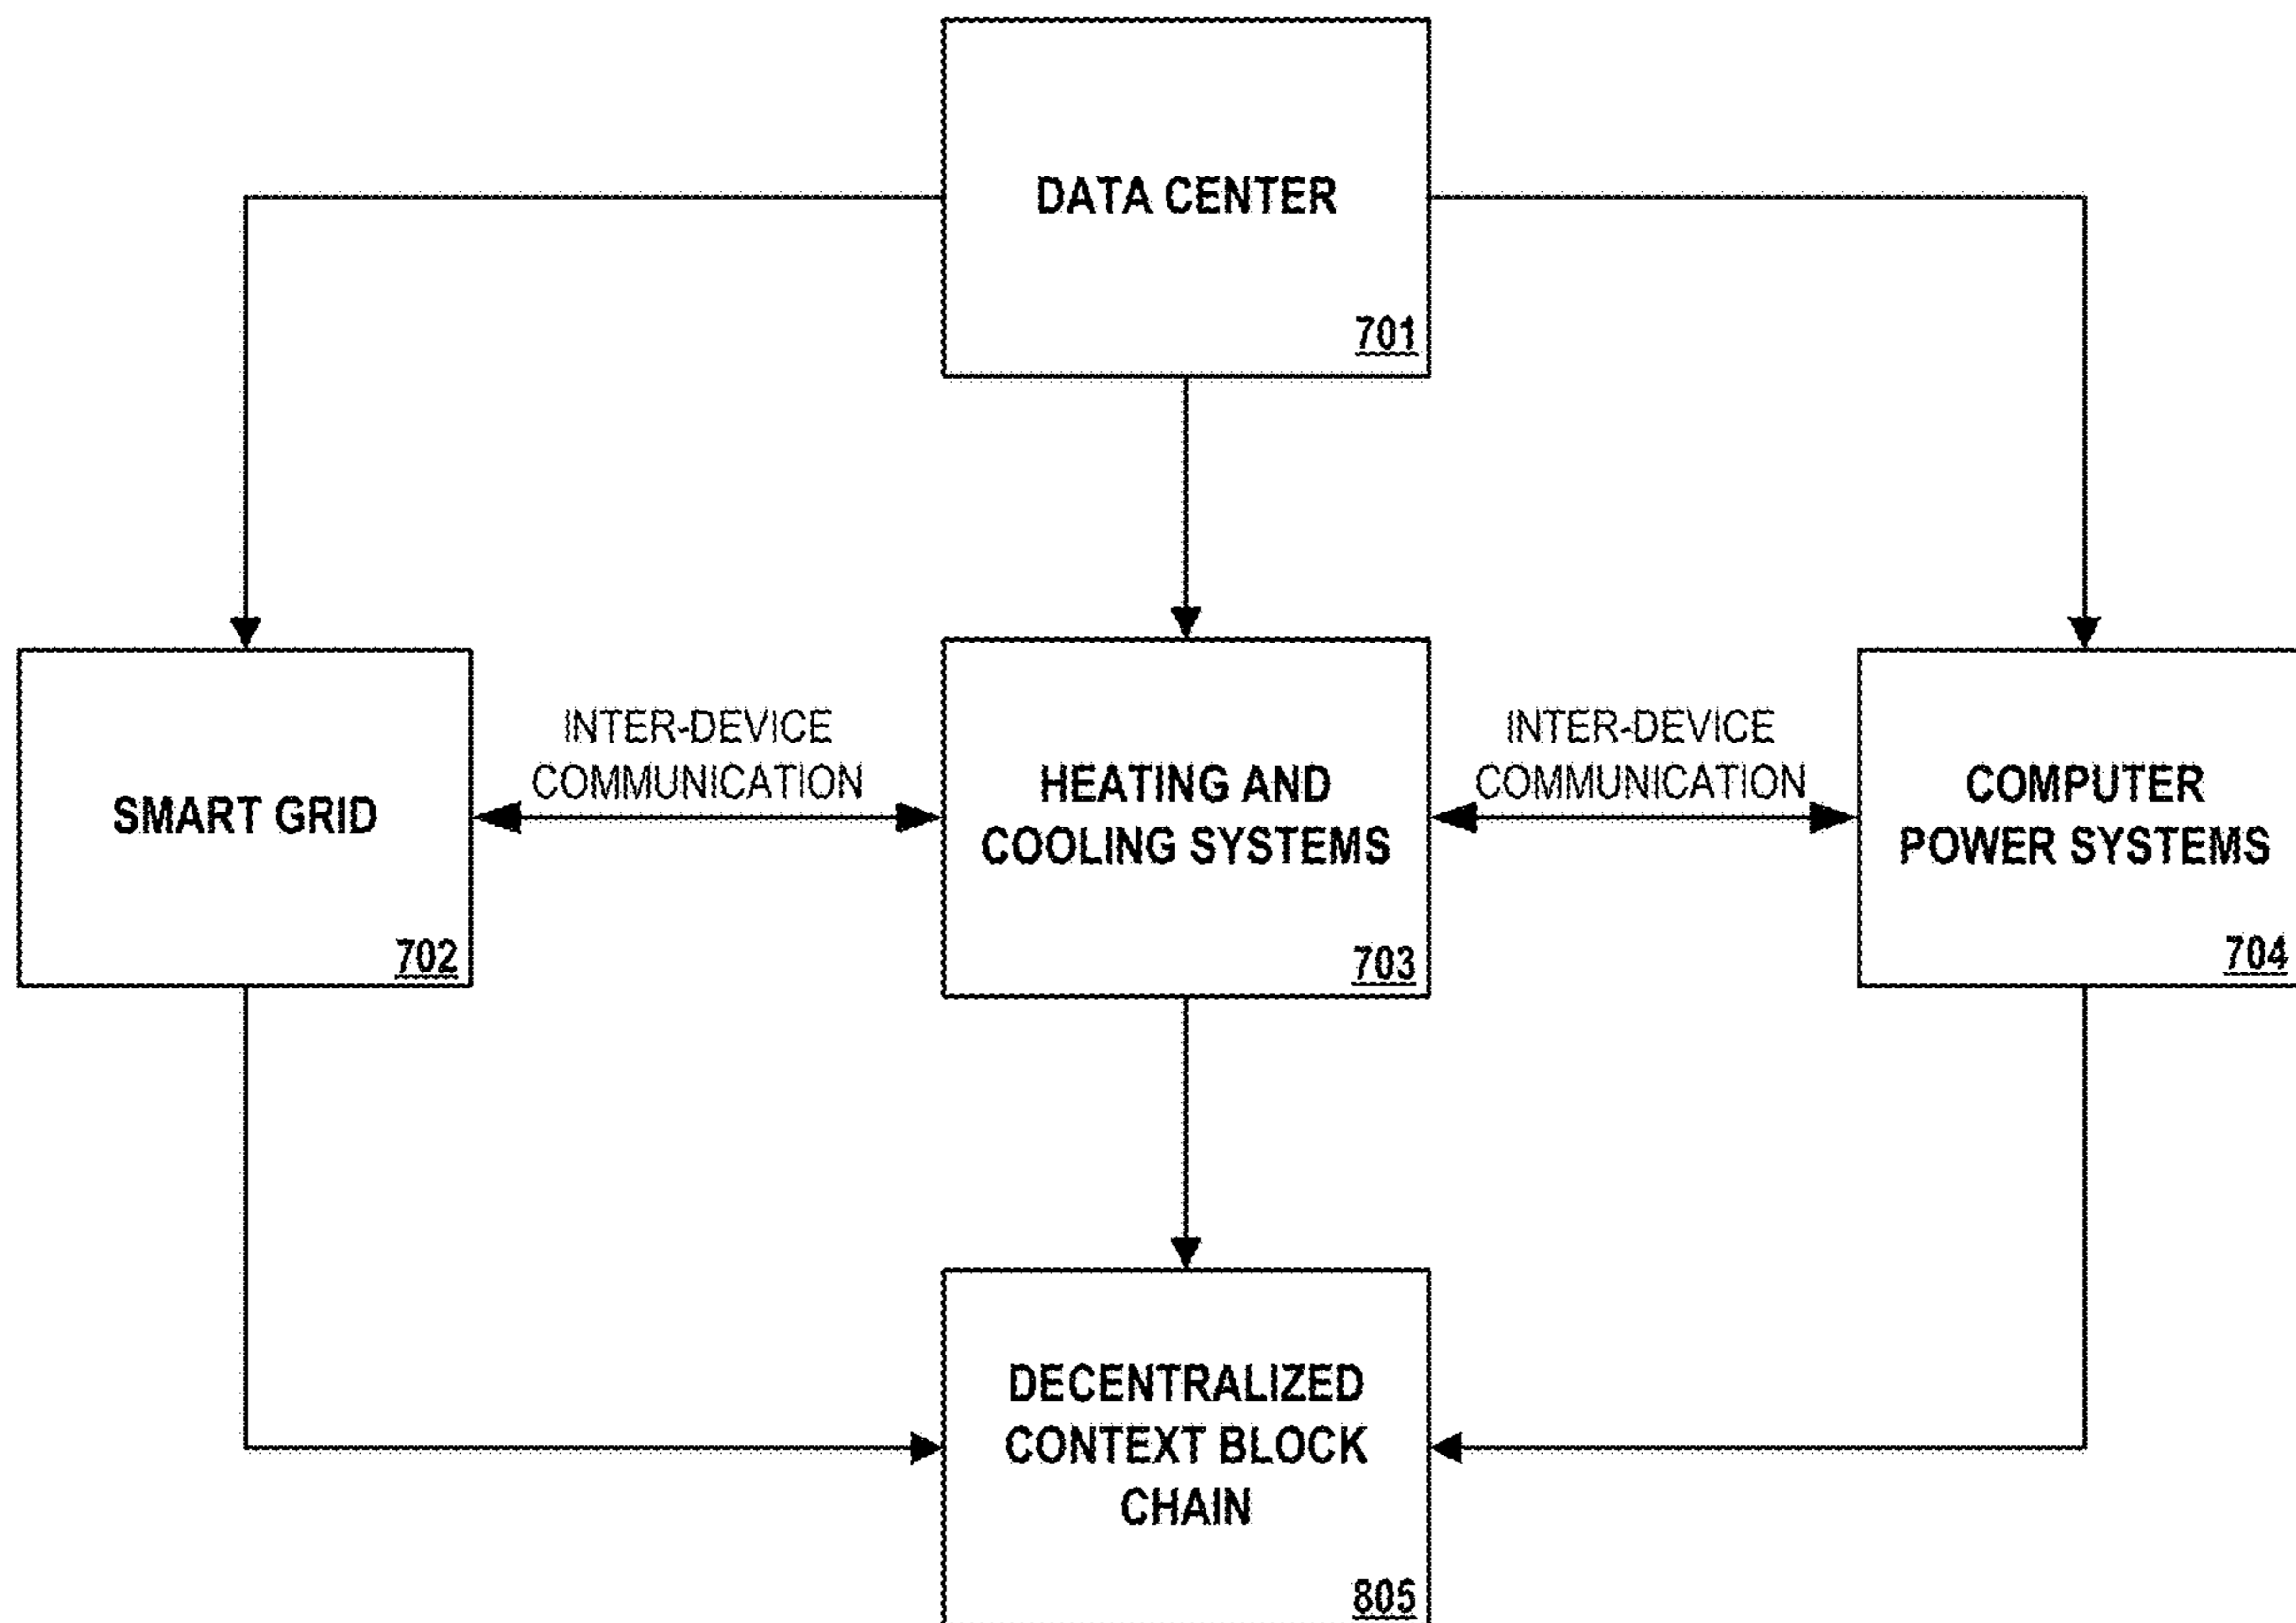 DATA CENTER
701
INTER-DEVICE
COMMUNICATION
INTER-DEVICE
COMMUNICATION
SMART GRID
702
HEATING AND
COOLING SYSTEMS
703
COMPUTER
POWER SYSTEMS
704
DECENTRALIZED
CONTEXT BLOCK
CHAIN
805